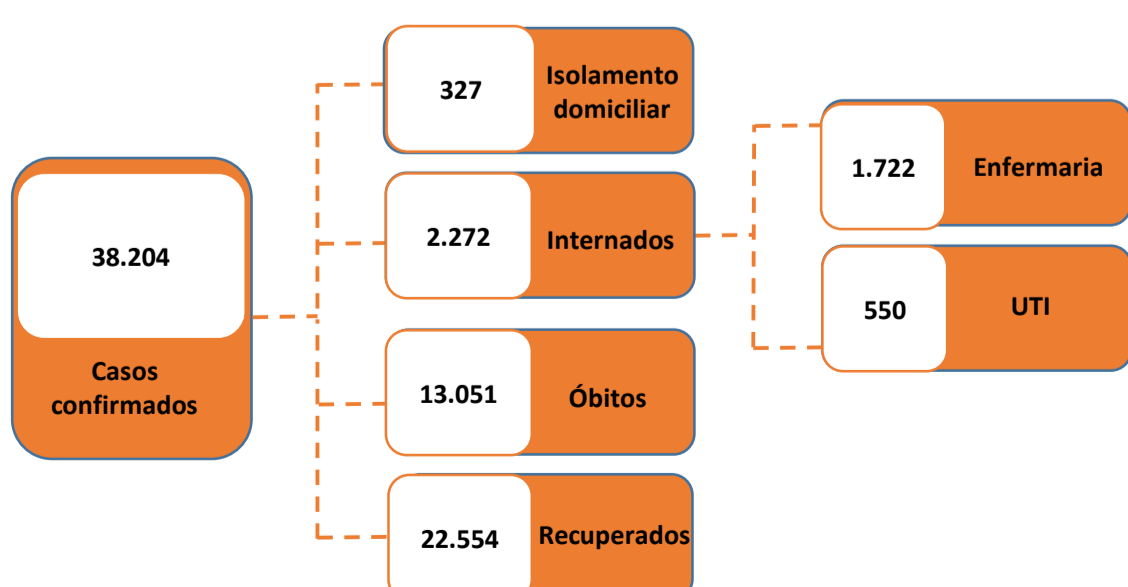 38.204
Casos
confirmados
327
Isolamento
domiciliar
2.272
Internados
13.051
Óbitos
22.554
Recuperados
1.722
Enfermaria
550
UTI